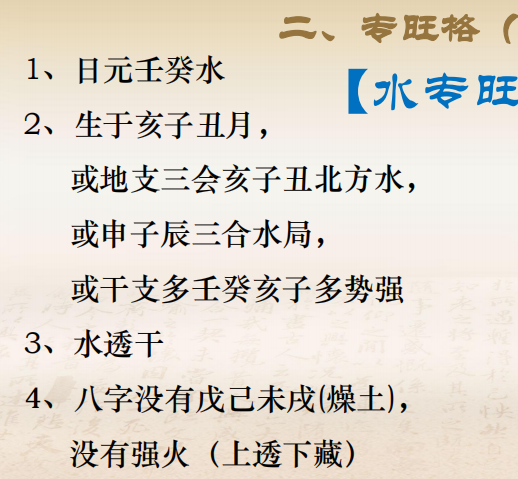 二、专旺格（
【水专旺
1、日元壬癸水
2、生于亥子丑月，
或地支三会亥子丑北方水，
或申子辰三合水局，
或干支多壬癸亥子多势强
3、水透干
4、八字没有戊己未戌(燥土)，
没有强火（上透下藏）